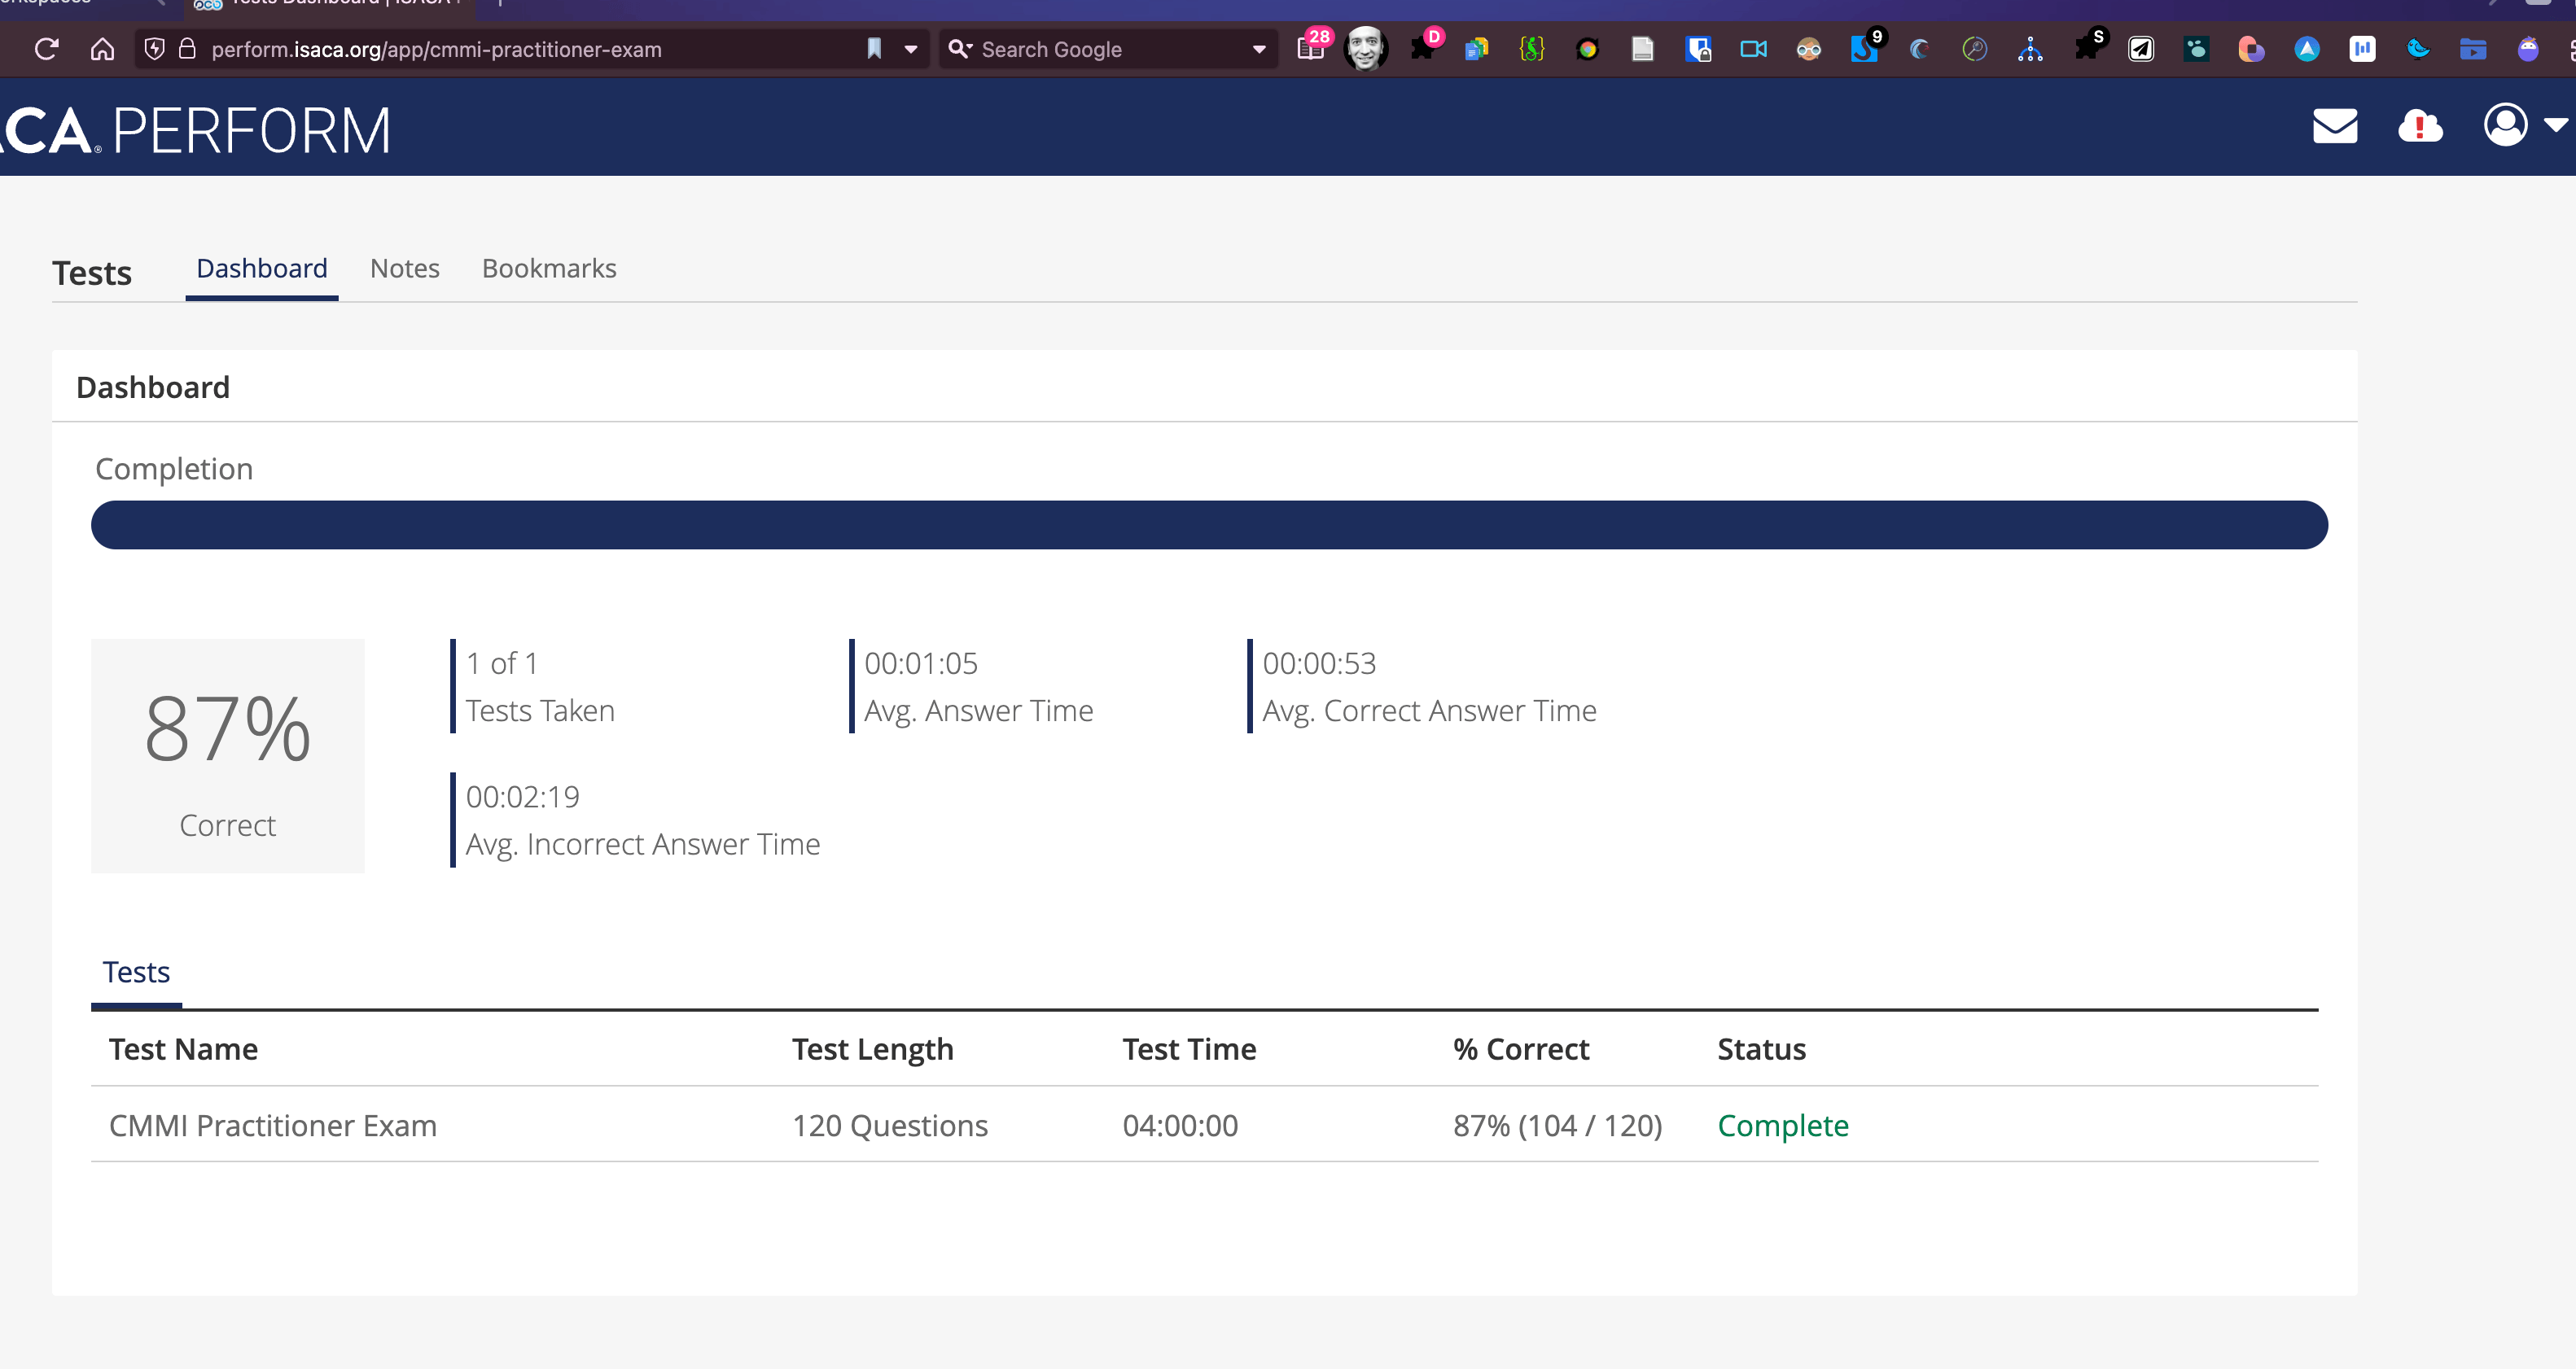 Tests Dashboard | ISACA
perform.isaca.org/app/cmmi-practitioner-exam
Search Google
28
D
9
S
CA® PERFORM
Tests
Dashboard
Notes
Bookmarks
Dashboard
Completion
87%
Correct
1 of 1
Tests Taken
00:01:05
Avg. Answer Time
00:00:53
Avg. Correct Answer Time
00:02:19
Avg. Incorrect Answer Time
Tests
Test Name Test Length Test Time % Correct Status
CMMI Practitioner Exam 120 Questions 04:00:00 87% (104 / 120) Complete